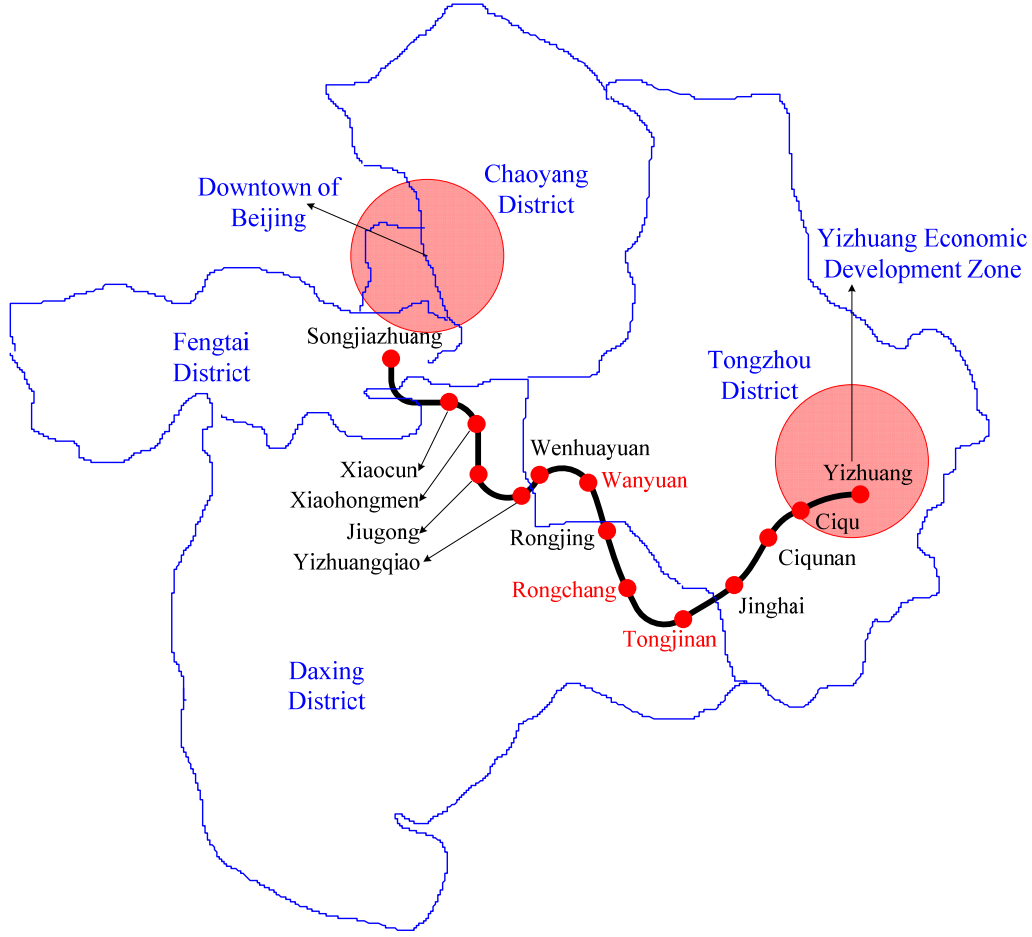 Chaoyang
District
Downtown of
Beijing
Yizhuang Economic
Development Zone
Songjiazhuang
Fengtai
District
Tongzhou
District
Wenhuayuan
Xiaocun
Wanyuan
Yizhuang
Xiaohongmen
Jiugong
Rongjing
Ciqu
Yizhuangqiao
Ciqunan
Rongchang
Jinghai
Tongjinan
Daxing
District